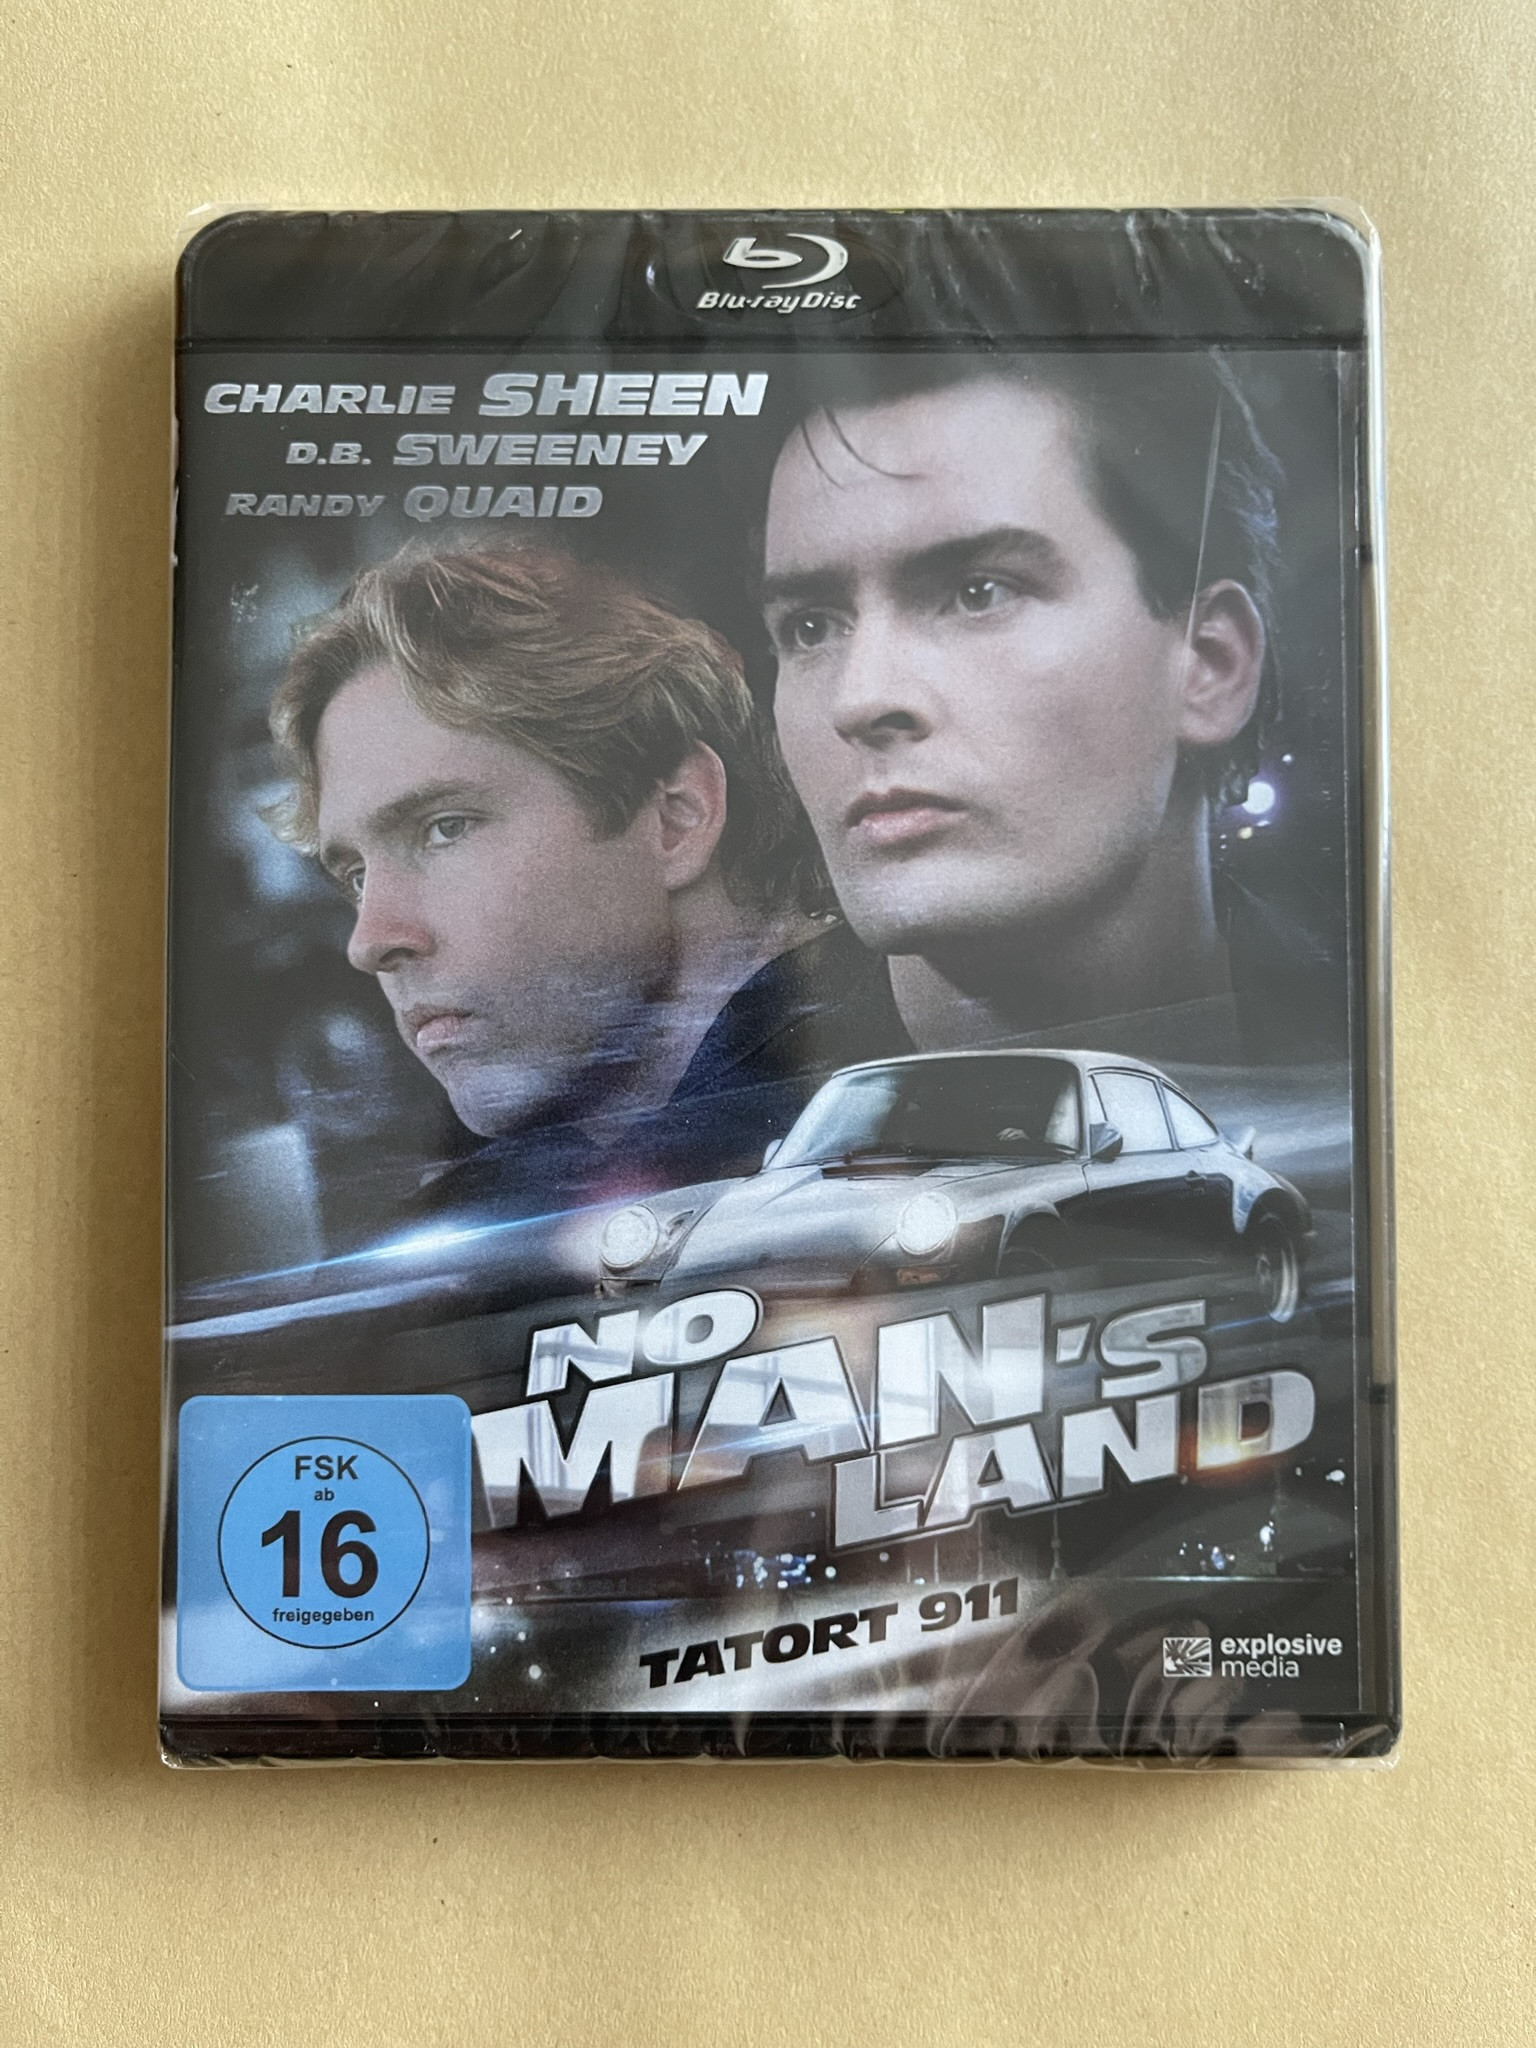 Blu-ray Disc
CHARLIE SHEEN
D.B. SWEENEY
RANDY QUAID
NO
MAN'S
LAND
FSK
ab
16
freigegeben
TATORT 911
explosive
media